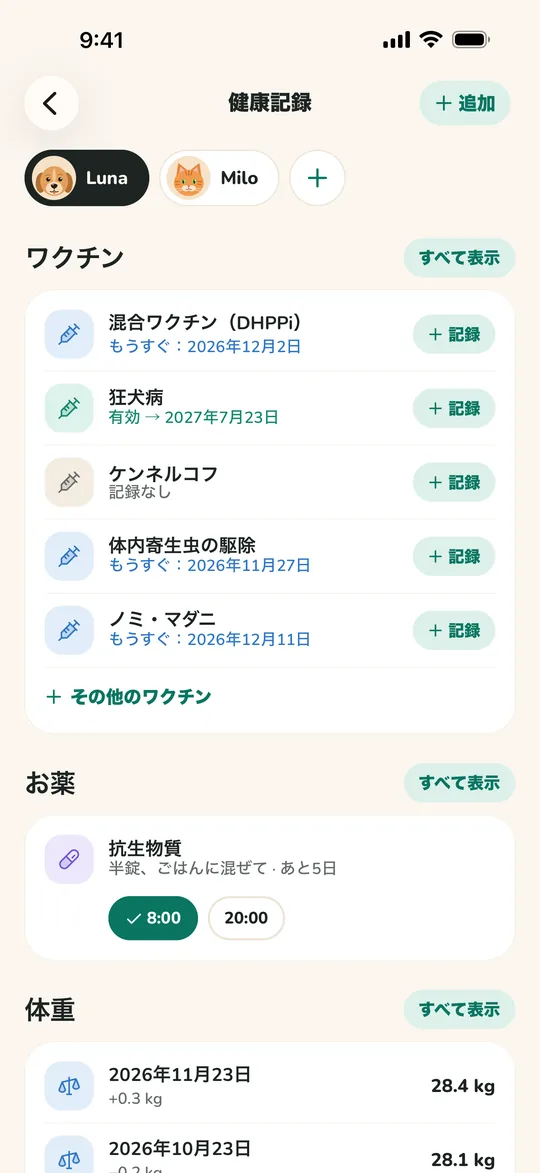 9:41
健康記録
+ 追加
Luna
Milo
+
ワクチン
すべて表示
混合ワクチン（DHPPi）
もうすぐ：2026年12月2日
+ 記録
狂犬病
有効 → 2027年7月23日
+ 記録
ケンネルコフ
記録なし
+ 記録
体内寄生虫の駆除
もうすぐ：2026年11月27日
+ 記録
ノミ・マダニ
もうすぐ：2026年12月11日
+ 記録
+ その他のワクチン
お薬
すべて表示
抗生物質
半錠、ごはんに混ぜて · あと5日
✓ 8:00
20:00
体重
すべて表示
2026年11月23日
+0.3 kg
28.4 kg
2026年10月23日
−0.2 kg
28.1 kg